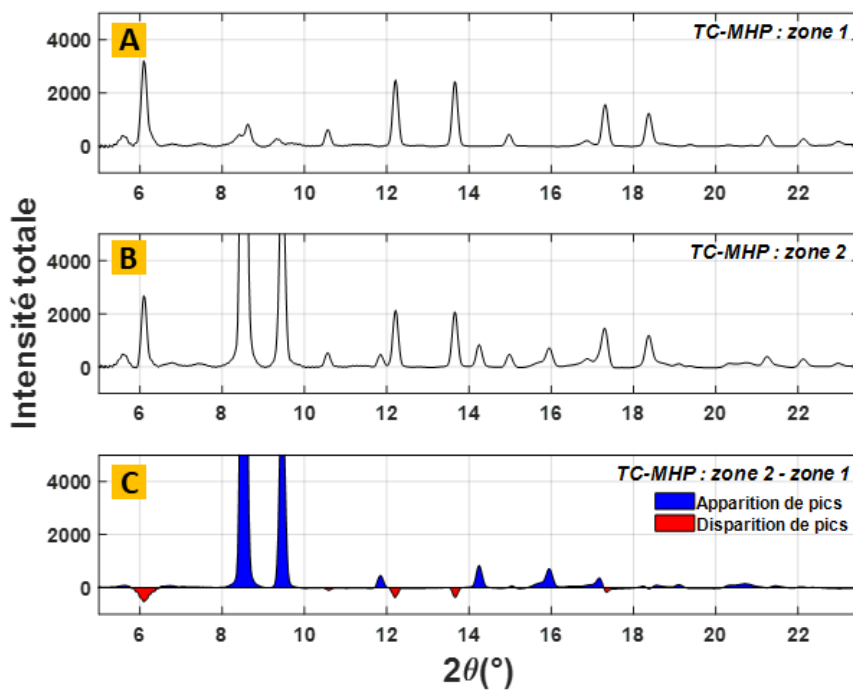 A
TC-MHP : zone 1
4000
2000
0
6 8 10 12 14 16 18 20 22
B
TC-MHP : zone 2
4000
2000
0
6 8 10 12 14 16 18 20 22
C
TC-MHP : zone 2 - zone 1
Apparition de pics
Disparition de pics
4000
2000
0
6 8 10 12 14 16 18 20 22
Intensité totale
2θ(°)